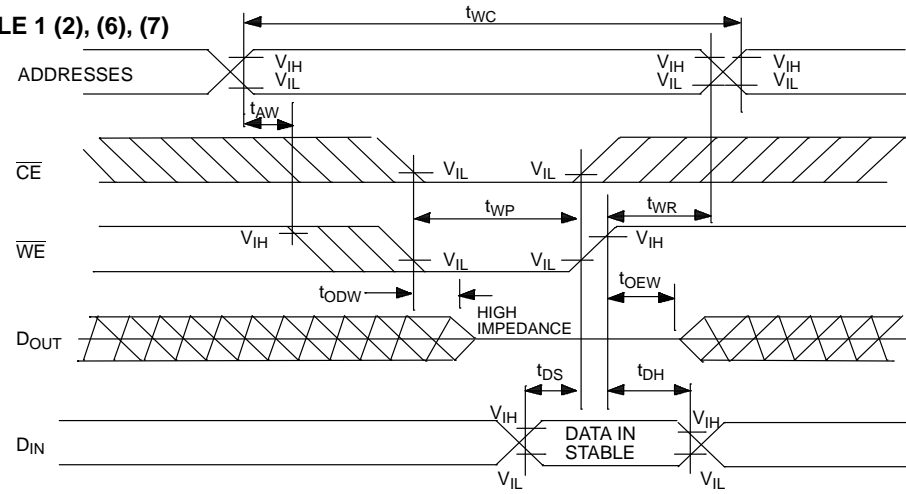 LE 1 (2), (6), (7)
tWC
ADDRESSES
VIH
VIL
VIH
VIL
VIH
VIL
tAW
CE
VIL
VIL
tWP
tWR
WE
VIH
VIL
VIL
VIH
tODW
tOEW
DOUT
HIGH
IMPEDANCE
tDS
tDH
DIN
VIH
VIL
DATA IN
STABLE
VIH
VIL